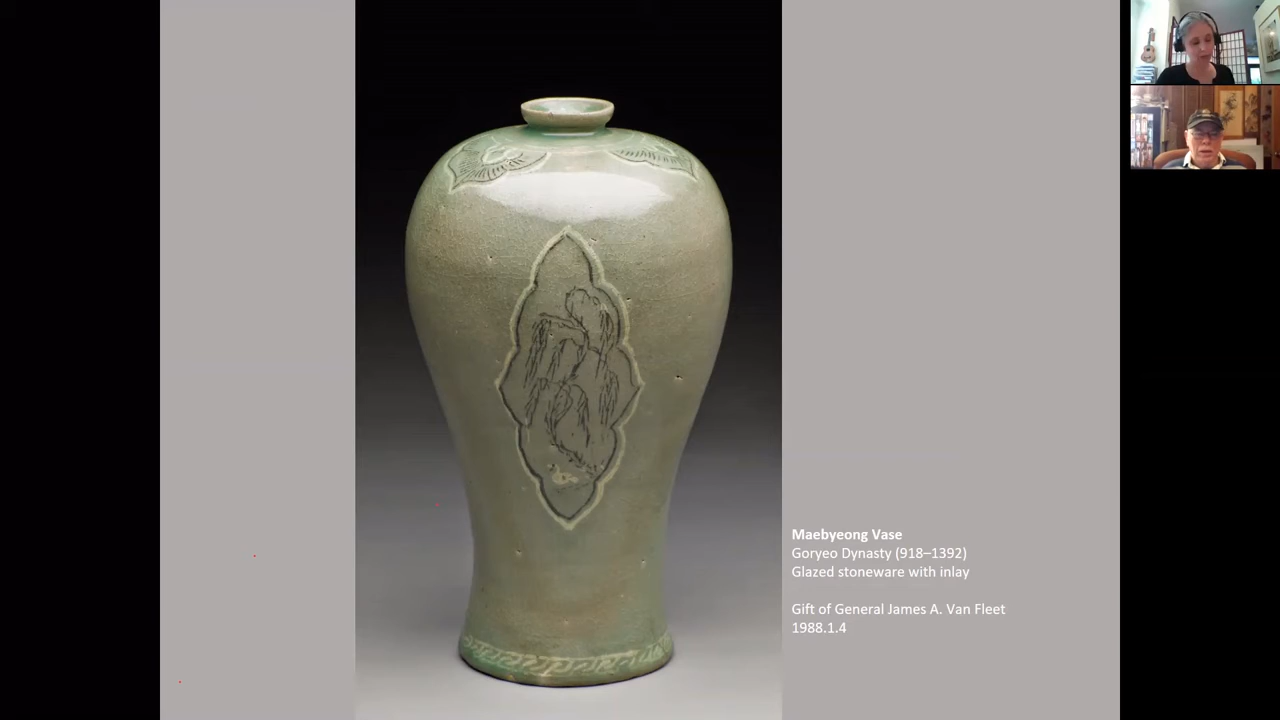 Maebyeong Vase
Goryeo Dynasty (918–1392)
Glazed stoneware with inlay
Gift of General James A. Van Fleet
1988.1.4